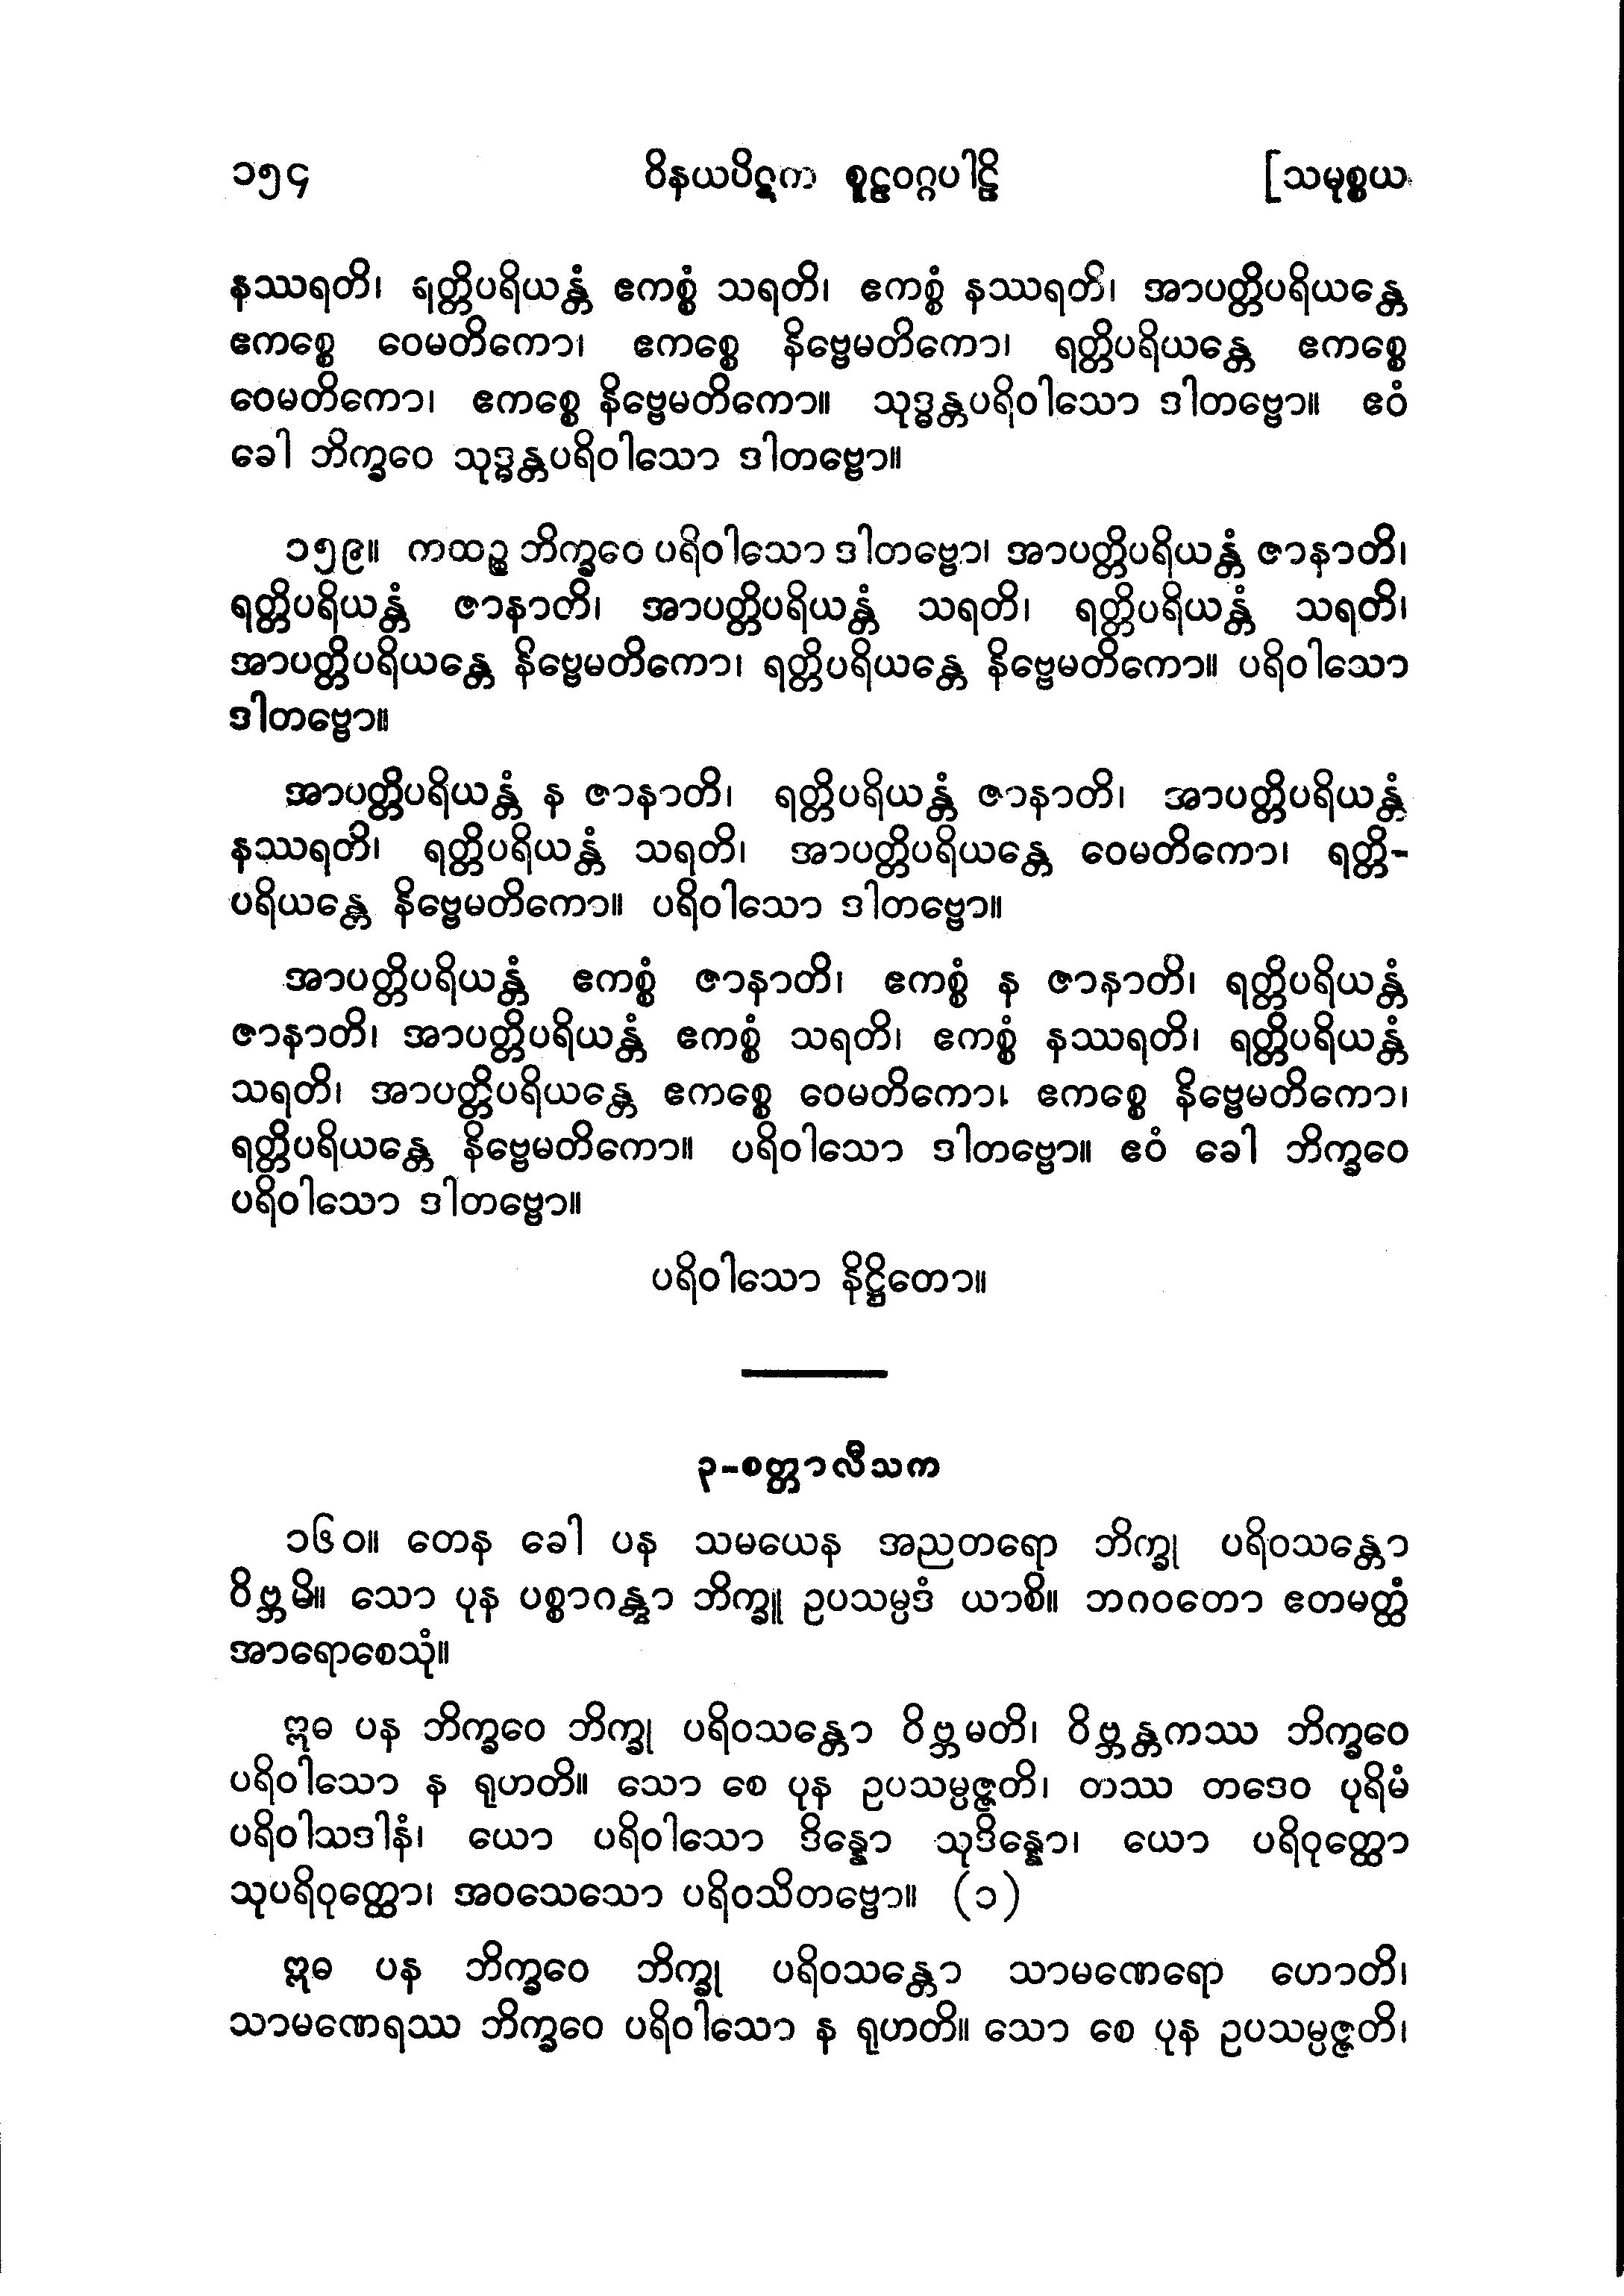 ၁၅၄ ဝိနယပိဋက စူဠဝဂ္ဂပါဠိ [သမုစ္စယ
နဿရတိ၊ ရတ္တိပရိယန္တံ ဧကစ္စံ သရတိ၊ ဧကစ္စံ နဿရတိ၊ အာပတ္တိပရိယန္တေ
ဧကစ္စေ ဝေမတိကော၊ ဧကစ္စေ နိဗ္ဗေမတိကော၊ ရတ္တိပရိယန္တေ ဧကစ္စေ
ဝေမတိကော၊ ဧကစ္စေ နိဗ္ဗေမတိကော။ သုဒ္ဓန္တပရိဝါသော ဒါတဗ္ဗော။ ဧဝံ
ခေါ ဘိက္ခဝေ သုဒ္ဓန္တပရိဝါသော ဒါတဗ္ဗော။
၁၅၉။ ကထဉ္စ ဘိက္ခဝေ ပရိဝါသော ဒါတဗ္ဗော၊ အာပတ္တိပရိယန္တံ ဇာနာတိ၊
ရတ္တိပရိယန္တံ ဇာနာတိ၊ အာပတ္တိပရိယန္တံ သရတိ၊ ရတ္တိပရိယန္တံ သရတိ၊
အာပတ္တိပရိယန္တေ နိဗ္ဗေမတိကော၊ ရတ္တိပရိယန္တေ နိဗ္ဗေမတိကော။ ပရိဝါသော
ဒါတဗ္ဗော။
အာပတ္တိပရိယန္တံ န ဇာနာတိ၊ ရတ္တိပရိယန္တံ ဇာနာတိ၊ အာပတ္တိပရိယန္တံ
နဿရတိ၊ ရတ္တိပရိယန္တံ သရတိ၊ အာပတ္တိပရိယန္တေ ဝေမတိကော၊ ရတ္တိ-
ပရိယန္တေ နိဗ္ဗေမတိကော။ ပရိဝါသော ဒါတဗ္ဗော။
အာပတ္တိပရိယန္တံ ဧကစ္စံ ဇာနာတိ၊ ဧကစ္စံ န ဇာနာတိ၊ ရတ္တိပရိယန္တံ
ဇာနာတိ၊ အာပတ္တိပရိယန္တံ ဧကစ္စံ သရတိ၊ ဧကစ္စံ နဿရတိ၊ ရတ္တိပရိယန္တံ
သရတိ၊ အာပတ္တိပရိယန္တေ ဧကစ္စေ ဝေမတိကော၊ ဧကစ္စေ နိဗ္ဗေမတိကော၊
ရတ္တိပရိယန္တေ နိဗ္ဗေမတိကော။ ပရိဝါသော ဒါတဗ္ဗော။ ဧဝံ ခေါ ဘိက္ခဝေ
ပရိဝါသော ဒါတဗ္ဗော။
ပရိဝါသော နိဋ္ဌိတော။
၃-စတ္တာလီသက
၁၆၀။ တေန ခေါ ပန သမယေန အညတရော ဘိက္ခု ပရိဝသန္တော
ဝိဗ္ဘမိ။ သော ပုန ပစ္စာဂန္တွာ ဘိက္ခူ ဥပသမ္ပဒံ ယာစိ။ ဘဂဝတော ဧတမတ္ထံ
အာရောစေသုံ။
ဣဓ ပန ဘိက္ခဝေ ဘိက္ခု ပရိဝသန္တော ဝိဗ္ဘမတိ၊ ဝိဗ္ဘန္တကဿ ဘိက္ခဝေ
ပရိဝါသော န ရုဟတိ။ သော စေ ပုန ဥပသမ္ပဇ္ဇတိ၊ တဿ တဒေဝ ပုရိမံ
ပရိဝါသဒါနံ၊ ယော ပရိဝါသော ဒိန္နော သုဒိန္နော၊ ယော ပရိဝုတ္ထော
သုပရိဝုတ္ထော၊ အဝသေသော ပရိဝသိတဗ္ဗော။ (၁)
ဣဓ ပန ဘိက္ခဝေ ဘိက္ခု ပရိဝသန္တော သာမဏေရော ဟောတိ၊
သာမဏေရဿ ဘိက္ခဝေ ပရိဝါသော န ရုဟတိ။ သော စေ ပုန ဥပသမ္ပဇ္ဇတိ၊